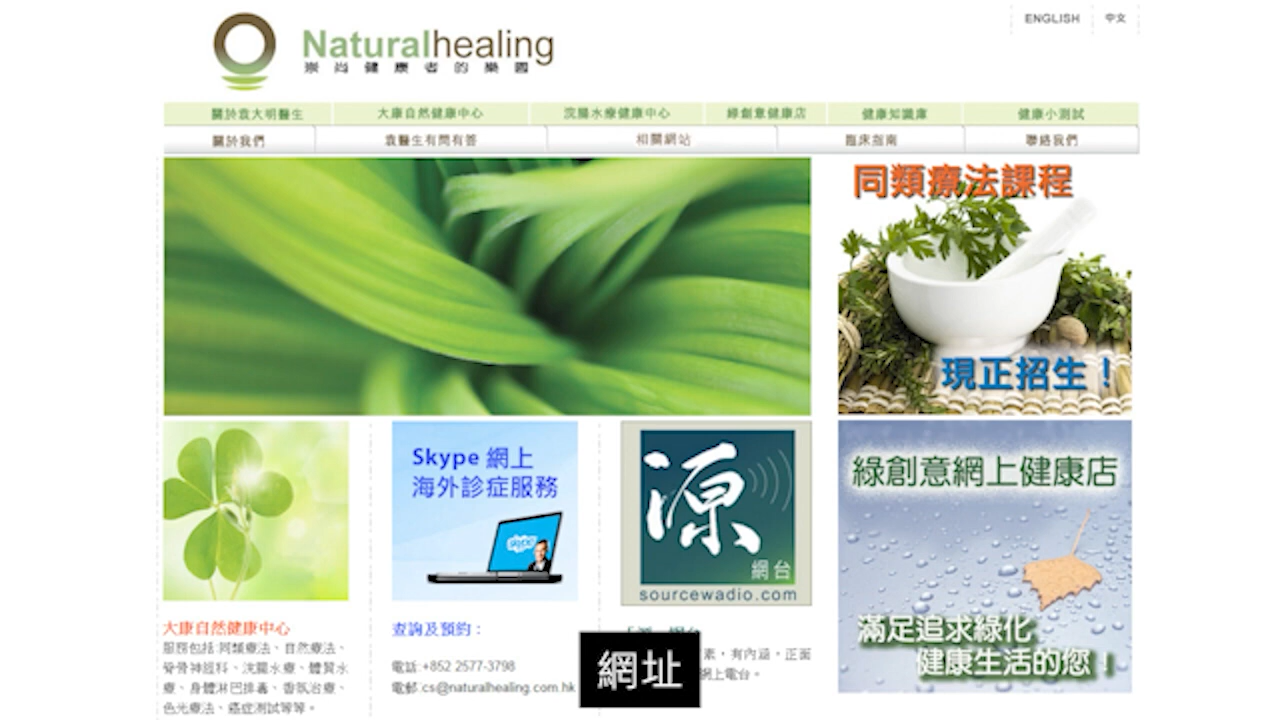 ENGLISH 中文
Naturalhealing
崇尚健康者的樂園
關於袁大明醫生 大康自然健康中心 浣腸水療健康中心 綠創意健康店 健康知識庫 健康小測試
關於我們 袁醫生有問有答 相關網站 臨床指南 聯絡我們
同類療法課程
現正招生！
Skype 網上
海外診症服務
skype
源
網台
sourcewadio.com
綠創意網上健康店
滿足追求綠化
健康生活的您！
大康自然健康中心
服務包括:同類療法、自然療法、
脊骨神經科、浣腸水療、體質水
療、身體淋巴排毒、香氛治療、
色光療法、癌症測試等等。
查詢及預約：
電話:+852 2577-3798
電郵:cs@naturalhealing.com.hk
素，有內涵，正面
網上電台。
網址